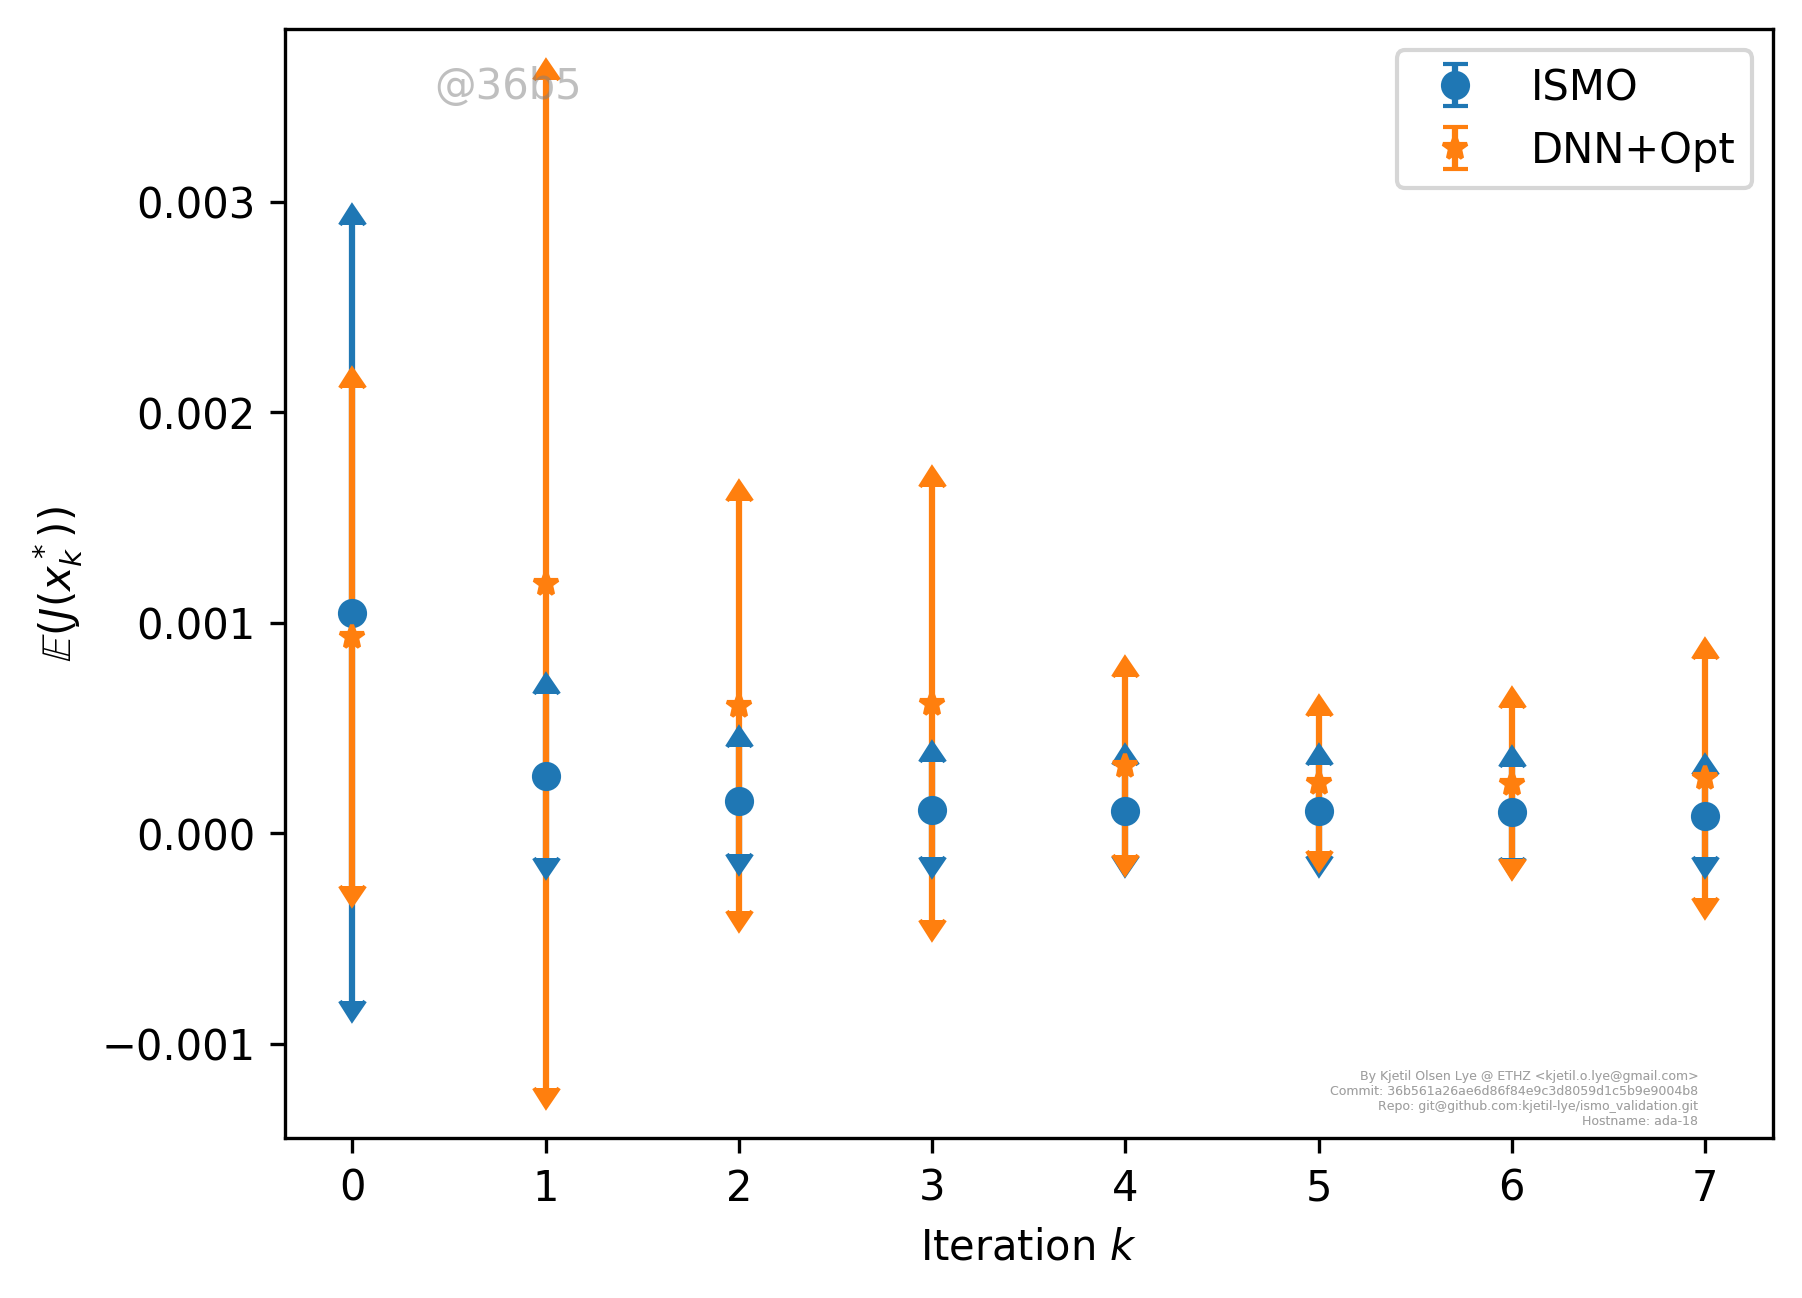 @36b5
ISMO
DNN+Opt
0.003
0.002
0.001
0.000
−0.001
𝔼(J(x*k))
0 1 2 3 4 5 6 7
Iteration k
By Kjetil Olsen Lye @ ETHZ <kjetil.o.lye@gmail.com>
Commit: 36b561a26ae6d86f84e9c3d8059d1c5b9e9004b8
Repo: git@github.com:kjetil-lye/ismo_validation.git
Hostname: ada-18